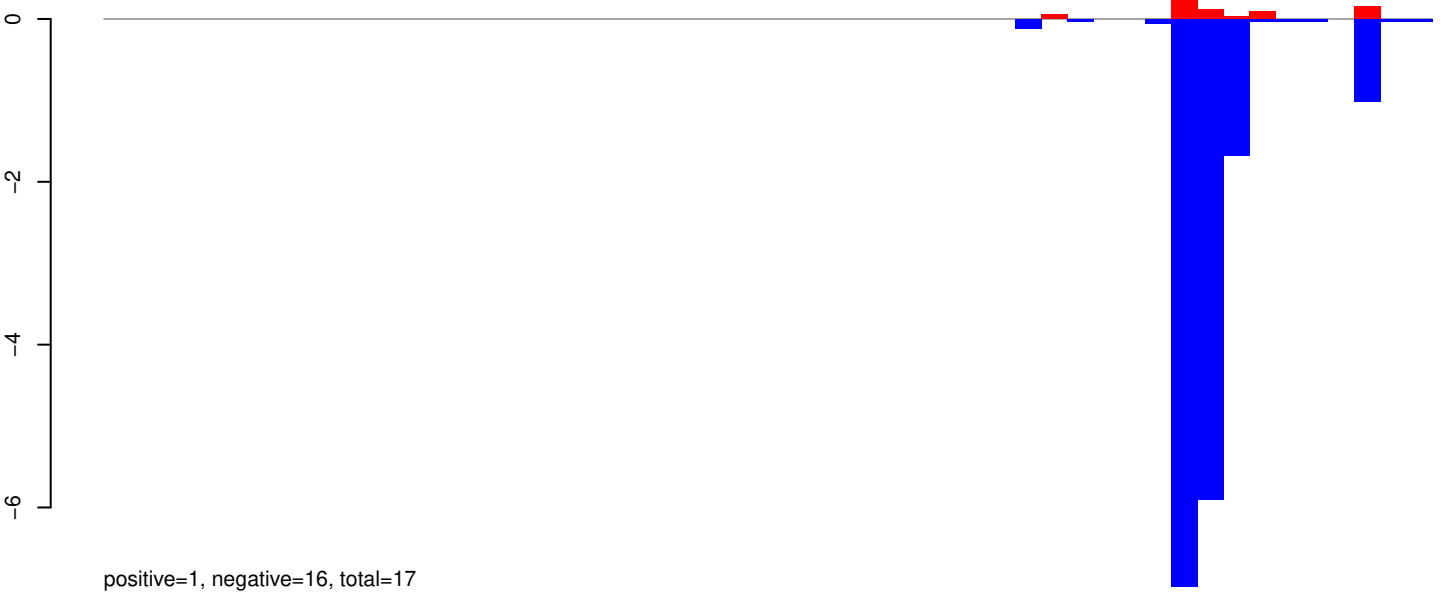 0
−2
−4
−6
positive=1, negative=16, total=17